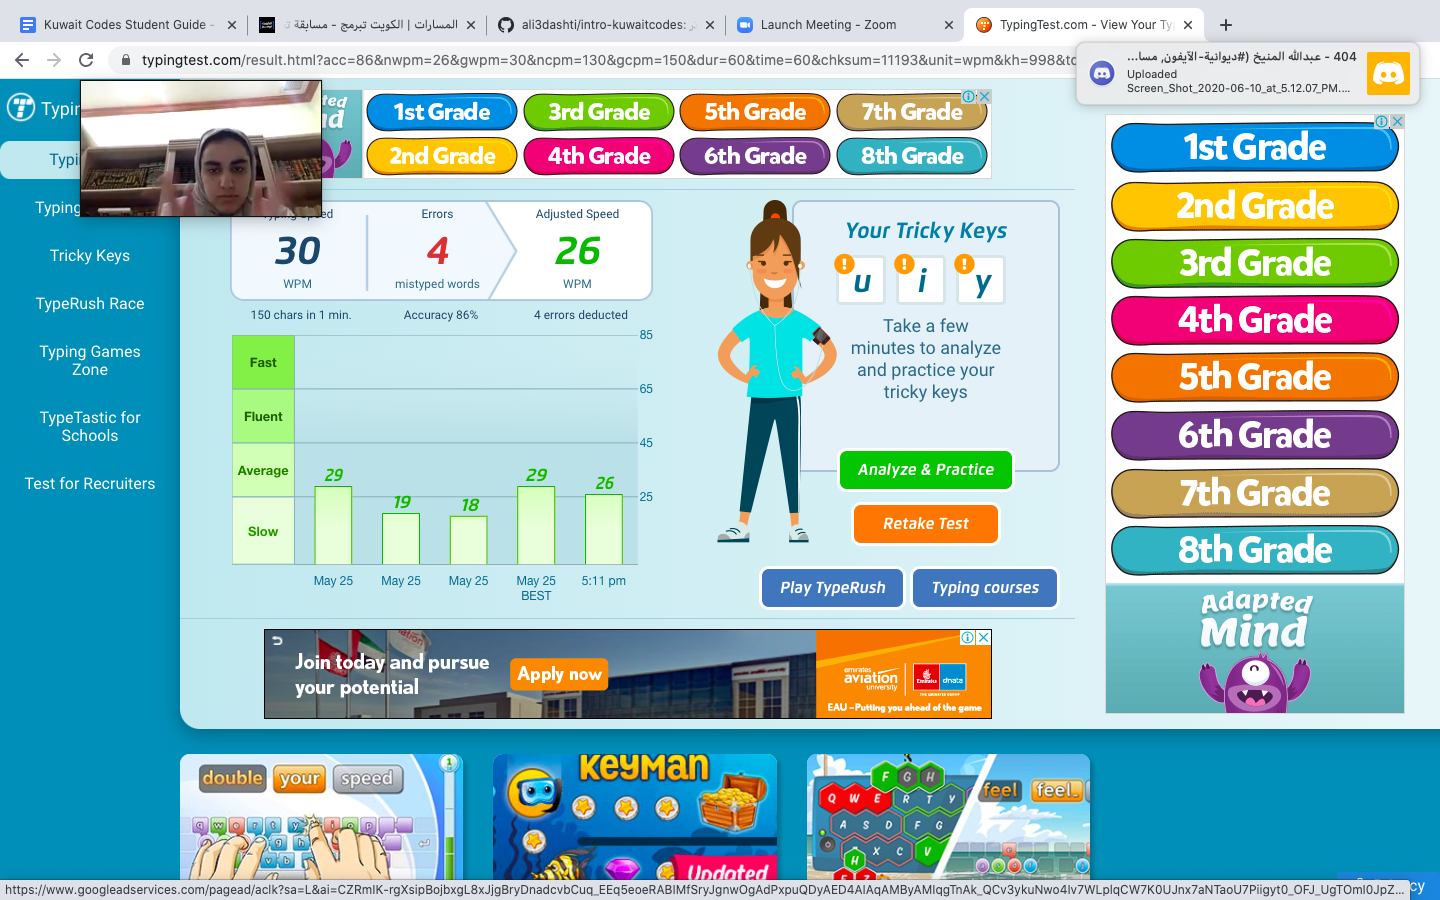 Kuwait Codes Student Guide -
المسارات | الكويت تبرمج - مسابقة
ali3dashti/intro-kuwaitcodes:
Launch Meeting - Zoom
TypingTest.com - View Your Ty
typingtest.com/result.html?acc=86&nwpm=26&gwpm=30&ncpm=130&gcpm=150&dur=60&time=60&chksum=11193&unit=wpm&kh=998&td
404 - عبدالله المنيخ (#ديوانية-الآيفون, مسا...
Uploaded
Screen_Shot_2020-06-10_at_5.12.07_PM....
Typing
Tricky Keys
TypeRush Race
Typing Games
Zone
TypeTastic for
Schools
Test for Recruiters
1st Grade
3rd Grade
5th Grade
7th Grade
2nd Grade
4th Grade
6th Grade
8th Grade
Typing Speed
30
WPM
Errors
4
mistyped words
Adjusted Speed
26
WPM
150 chars in 1 min.
Accuracy 86%
4 errors deducted
85
Fast
65
Fluent
45
Average
25
Slow
29
19
18
29
26
May 25
May 25
May 25
May 25
BEST
5:11 pm
Your Tricky Keys
u
i
y
Take a few
minutes to analyze
and practice your
tricky keys
Analyze & Practice
Retake Test
Play TypeRush
Typing courses
1st Grade
2nd Grade
3rd Grade
4th Grade
5th Grade
6th Grade
7th Grade
8th Grade
Adapted
Mind
Join today and pursue
your potential
Apply now
emirates
aviation
university
Emirates
dnata
EAU – Putting you ahead of the game
double
your
speed
KEYMAN
Updated
F G H
Q W E R T Y
A S D F G
X C V
H
feel
feel.
https://www.googleadservices.com/pagead/aclk?sa=L&ai=CZRmlK-rgXsipBojbxgL8xJjgBryDnadcvbCuq_EEq5eoeRABIMfSryJgnwOgAdPxpuQDyAED4AIAqAMByAMIqgTnAk_QCv3ykuNwo4lv7WLplqCW7K0UJnx7aNTaoU7Piigyt0_OFJ_UgTOml0JpZ...